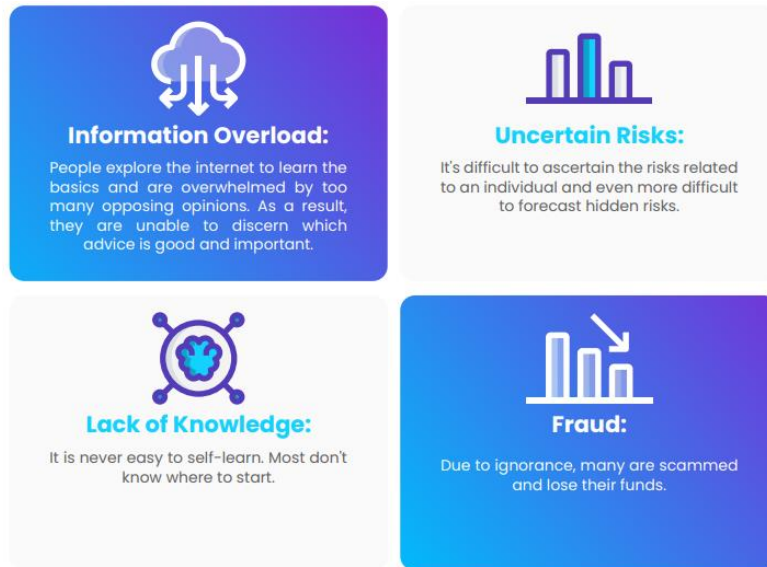 Information Overload:
People explore the internet to learn the
basics and are overwhelmed by too
many opposing opinions. As a result,
they are unable to discern which
advice is good and important.
Uncertain Risks:
It's difficult to ascertain the risks related
to an individual and even more difficult
to forecast hidden risks.
Lack of Knowledge:
It is never easy to self-learn. Most don't
know where to start.
Fraud:
Due to ignorance, many are scammed
and lose their funds.